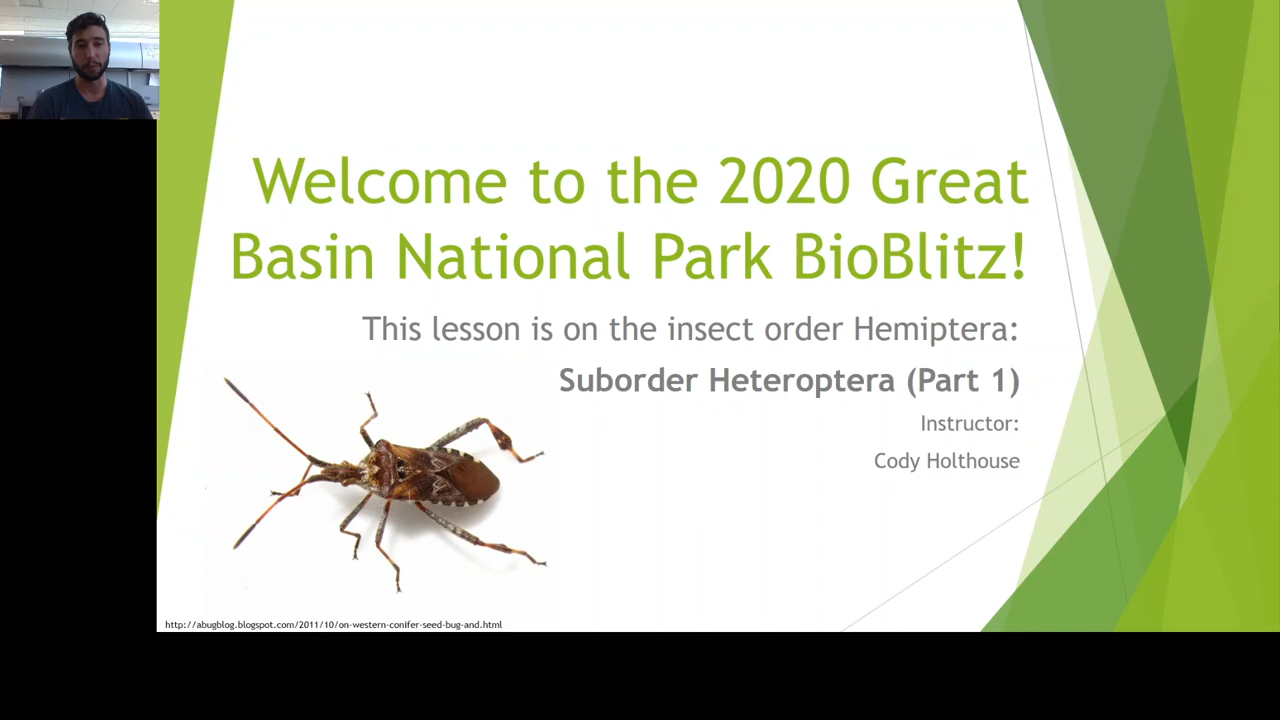 Welcome to the 2020 Great
Basin National Park BioBlitz!
This lesson is on the insect order Hemiptera:
Suborder Heteroptera (Part 1)
Instructor:
Cody Holthouse
http://abugblog.blogspot.com/2011/10/on-western-conifer-seed-bug-and.html